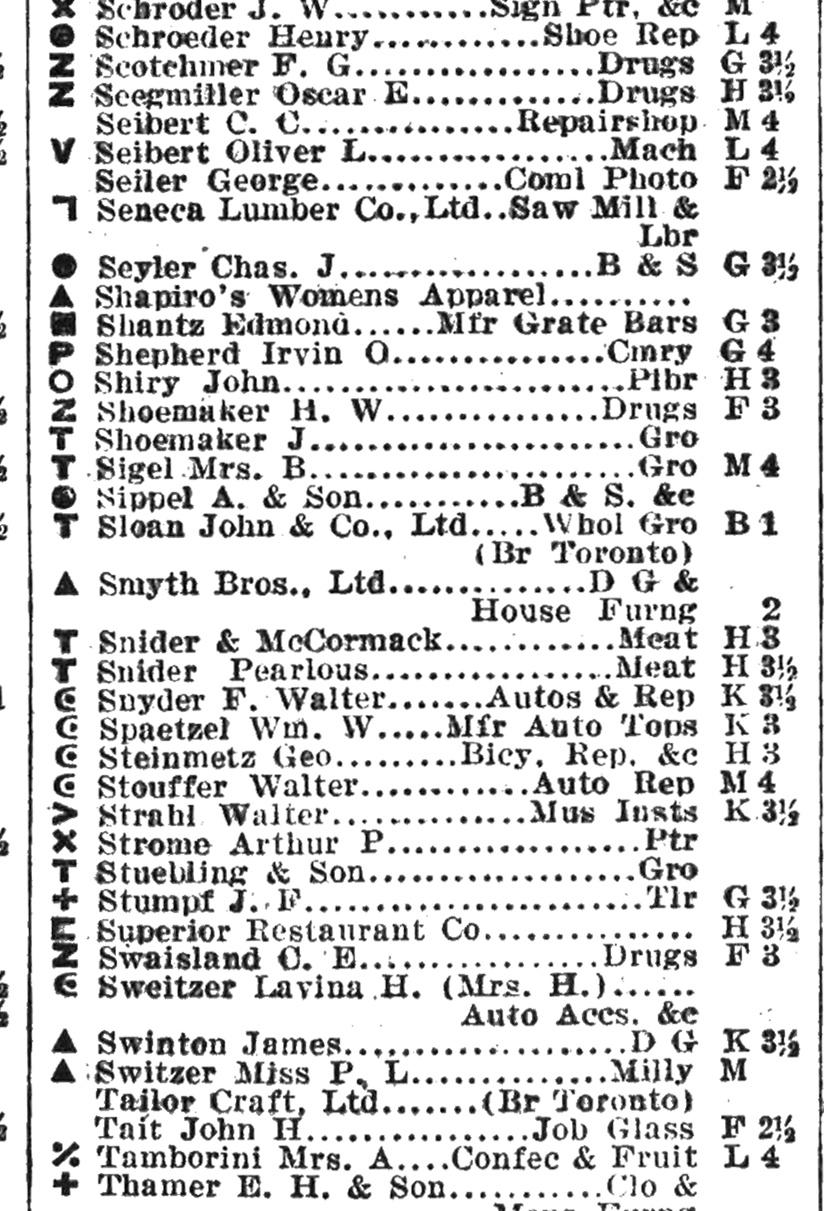 Schroder J. W............Sign Ptr, &c M
Schroeder Henry............Shoe Rep L 4
Z Scotchmer F. G.................Drugs G 3½
Z Seegmiller Oscar E.............Drugs H 3½
Seibert C. C...............Repairshop M 4
V Seibert Oliver L.................Mach L 4
Seiler George.............Coml Photo F 2½
Seneca Lumber Co., Ltd..Saw Mill &
Lbr
● Seyler Chas. J..................B & S G 3½
▲ Shapiro's Womens Apparel..........
Shantz Edmond......Mfr Grate Bars G 3
P Shepherd Irvin O...............Cmry G 4
O Shiry John........................Plbr H 3
Z Shoemaker H. W...............Drugs F 3
T Shoemaker J.......................Gro
T Sigel Mrs. B.......................Gro M 4
Sippel A. & Son...........B & S. &c
T Sloan John & Co., Ltd.....Whol Gro B 1
(Br Toronto)
▲ Smyth Bros., Ltd..............D G &
House Furng 2
T Snider & McCormack............Meat H 3
T Snider Pearlous.................Meat H 3½
Є Snyder F. Walter.......Autos & Rep K 3½
Є Spaetzel Wm. W.....Mfr Auto Tops K 3
Є Steinmetz Geo.........Bicy, Rep, &c H 3
Є Stouffer Walter............Auto Rep M 4
> Strahl Walter..............Mus Insts K 3½
X Strome Arthur P..................Ptr
T Stuebling & Son..................Gro
+ Stumpf J. F........................Tlr G 3½
E Superior Restaurant Co.............. H 3½
Z Swaisland C. E.................Drugs F 3
Є Sweitzer Lavina H. (Mrs. H.)......
Auto Accs, &c
▲ Swinton James....................D G K 3½
▲ Switzer Miss P. L..............Milly M
Tailor Craft, Ltd.......(Br Toronto)
Tait John H................Job Glass F 2½
٪ Tamborini Mrs. A....Confec & Fruit L 4
+ Thamer E. H. & Son...........Clo &